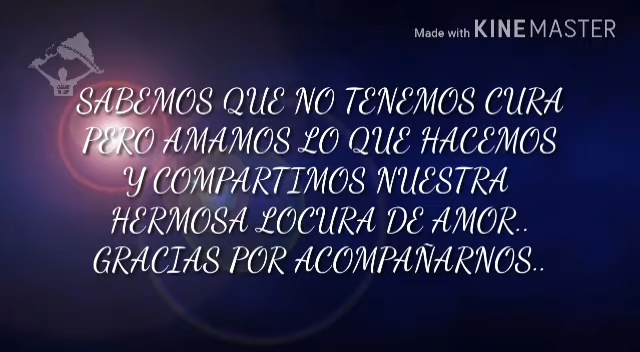 Made with KINEMASTER
SABEMOS QUE NO TENEMOS CURA
PERO AMAMOS LO QUE HACEMOS
Y COMPARTIMOS NUESTRA
HERMOSA LOCURA DE AMOR..
GRACIAS POR ACOMPAÑARNOS..